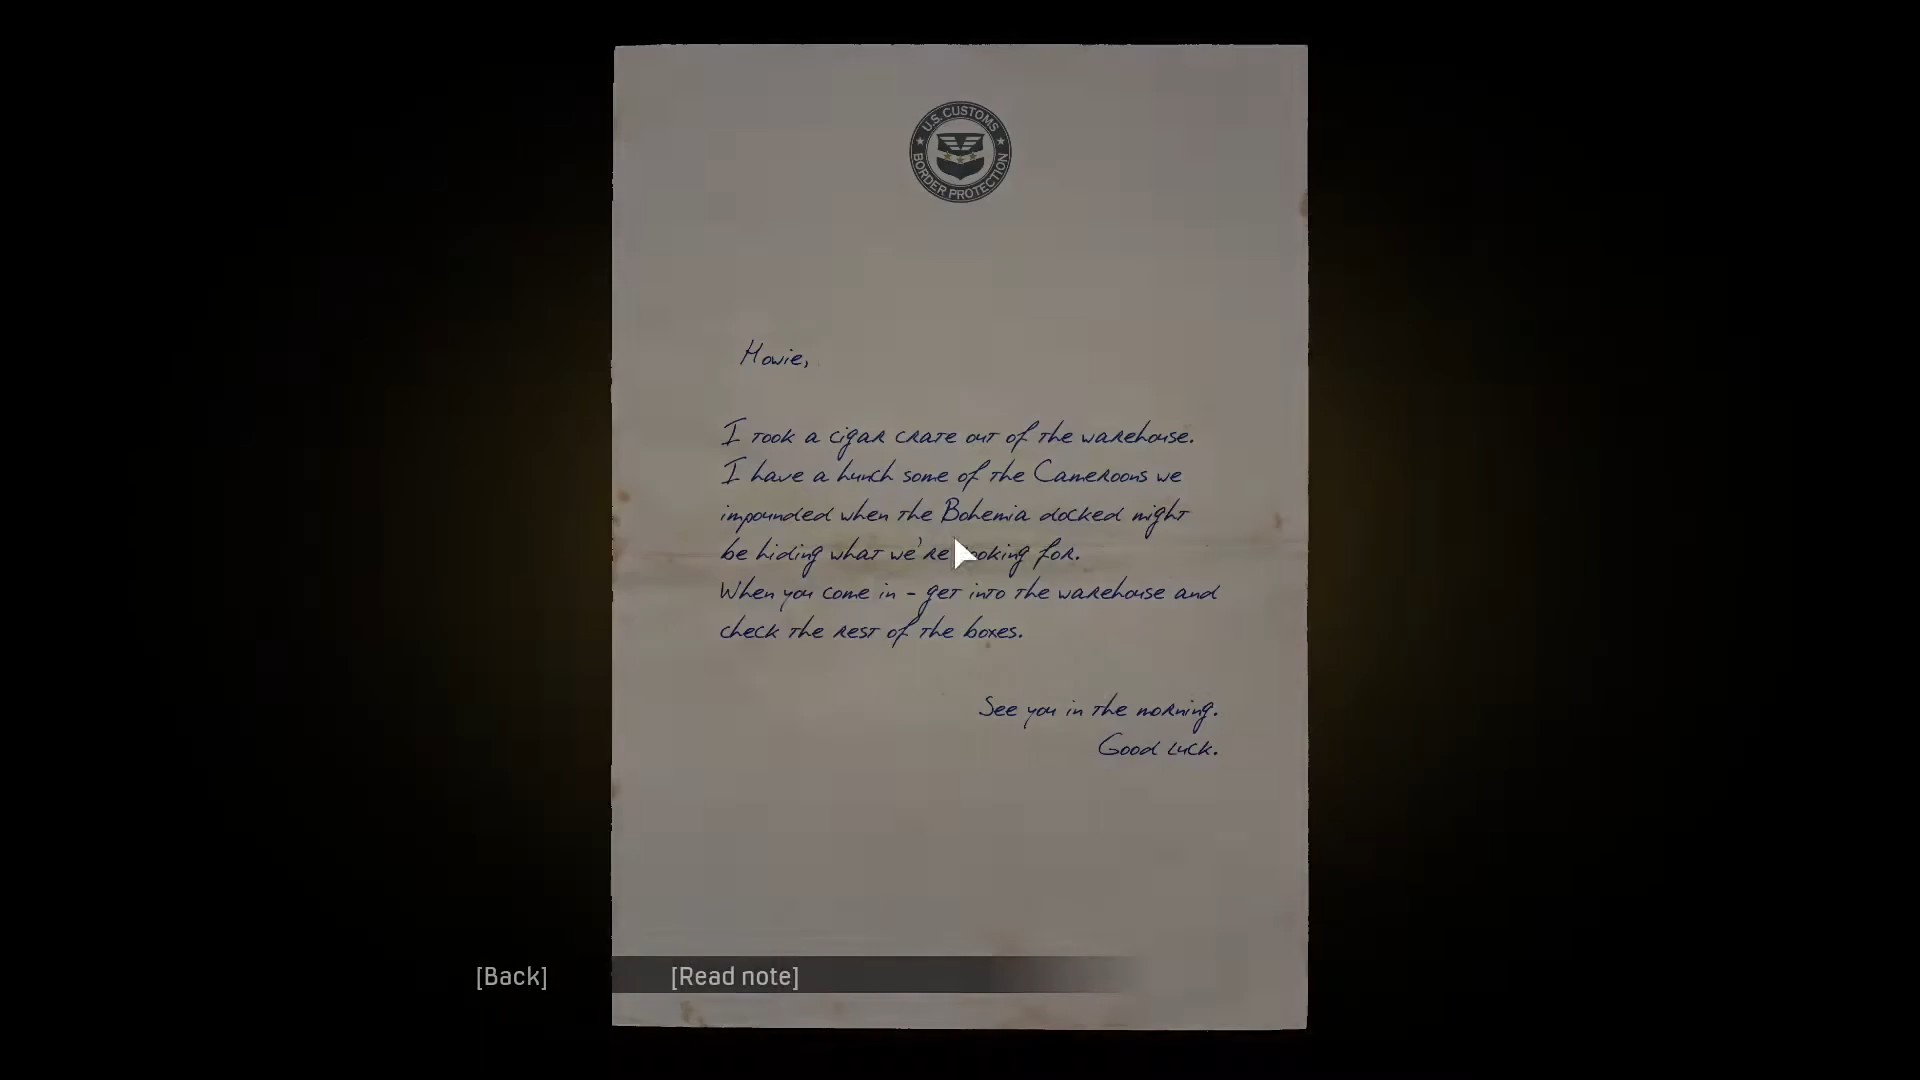 U.S. CUSTOMS
BORDER PROTECTION
Howie,
I took a cigar crate out of the warehouse.
I have a hunch some of the Cameroons we
impounded when the Bohemia docked might
be hiding what we're looking for.
When you come in - get into the warehouse and
check the rest of the boxes.
See you in the morning.
Good luck.
[Back]
[Read note]